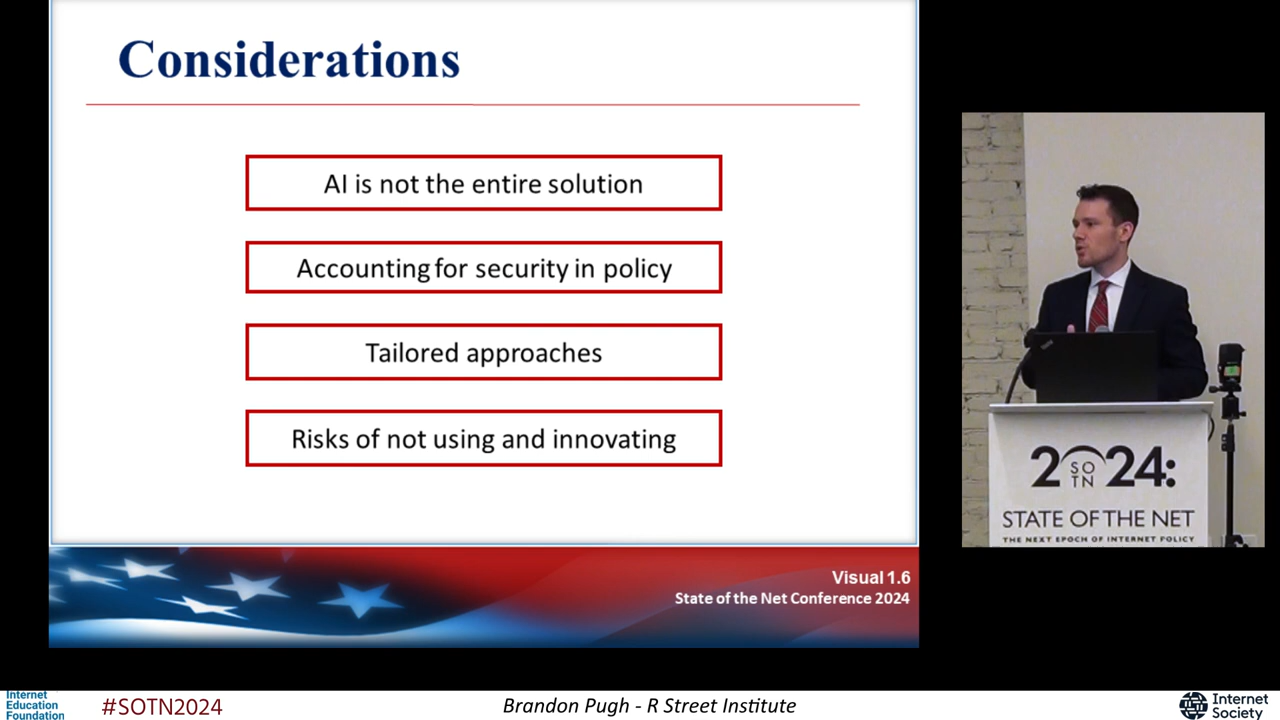 Considerations
AI is not the entire solution
Accounting for security in policy
Tailored approaches
Risks of not using and innovating
Visual 1.6
State of the Net Conference 2024
2024:
SO
TN
STATE OF THE NET
THE NEXT EPOCH OF INTERNET POLICY
Internet
Education
Foundation
#SOTN2024
Brandon Pugh - R Street Institute
Internet
Society